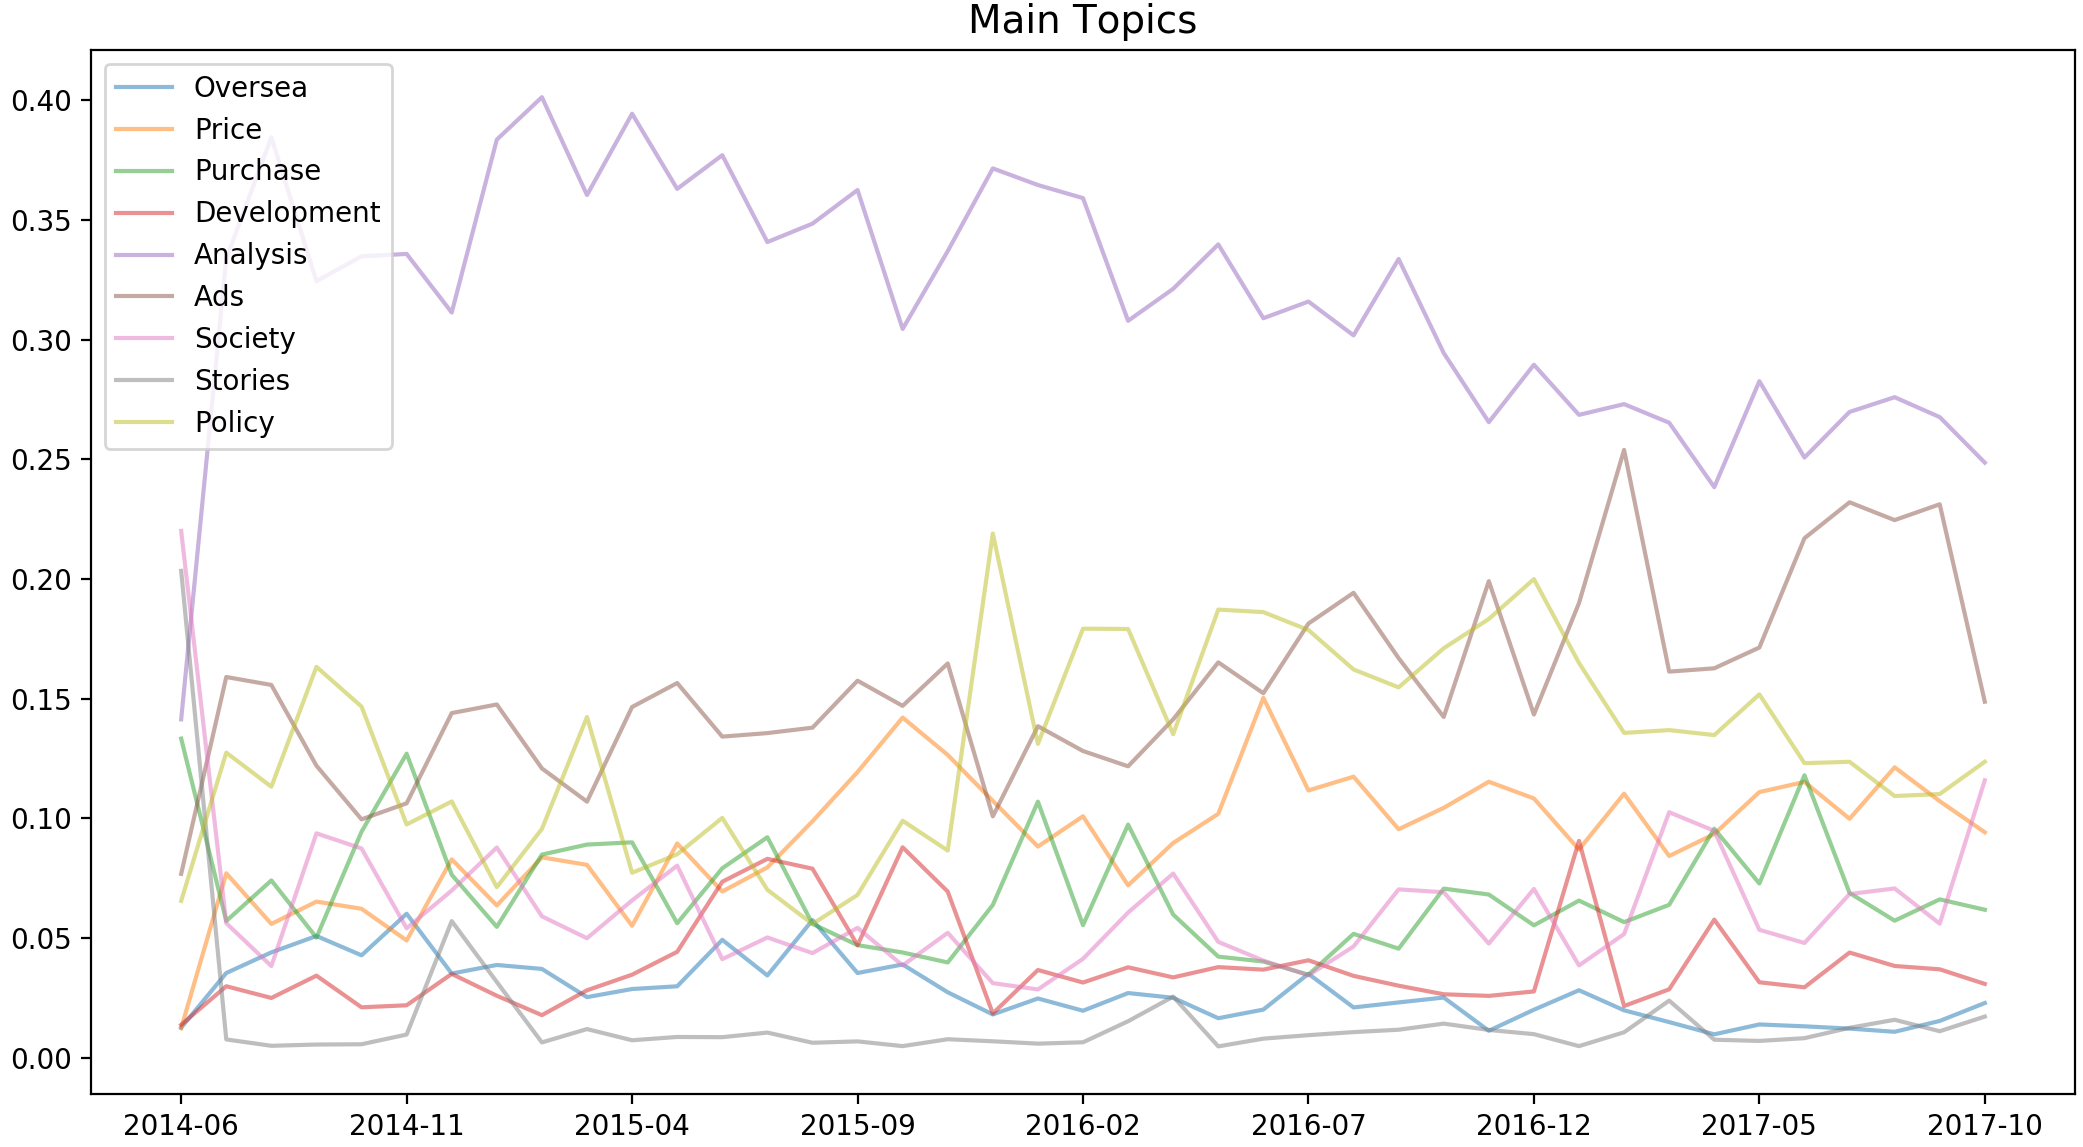 Main Topics
0.40
0.35
0.30
0.25
0.20
0.15
0.10
0.05
0.00
Oversea
Price
Purchase
Development
Analysis
Ads
Society
Stories
Policy
2014-06 2014-11 2015-04 2015-09 2016-02 2016-07 2016-12 2017-05 2017-10